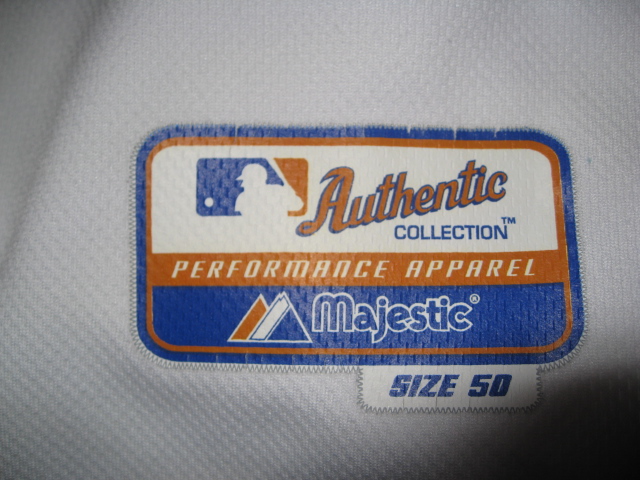 Authentic
COLLECTION™
PERFORMANCE APPAREL
Majestic®
SIZE 50